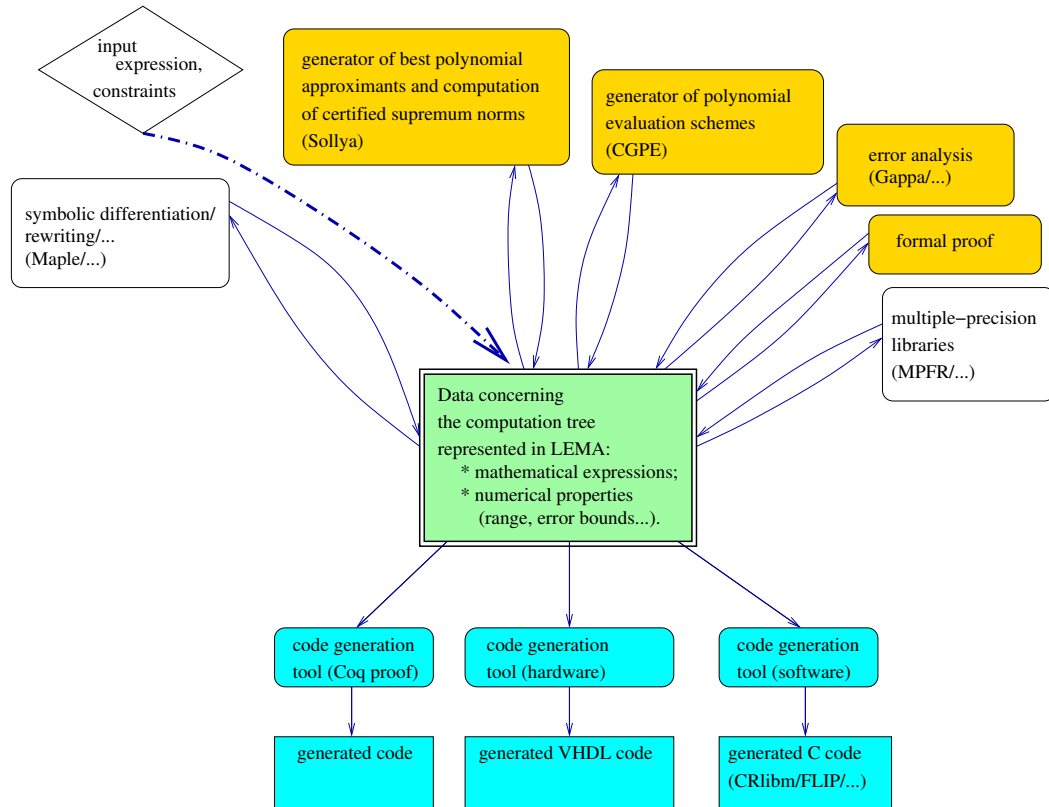 input
expression,
constraints
generator of best polynomial
approximants and computation
of certified supremum norms
(Sollya)
generator of polynomial
evaluation schemes
(CGPE)
error analysis
(Gappa/...)
symbolic differentiation/
rewriting/...
(Maple/...)
formal proof
multiple−precision
libraries
(MPFR/...)
Data concerning
the computation tree
represented in LEMA:
* mathematical expressions;
* numerical properties
(range, error bounds...).
code generation
tool (Coq proof)
code generation
tool (hardware)
code generation
tool (software)
generated code
generated VHDL code
generated C code
(CRlibm/FLIP/...)